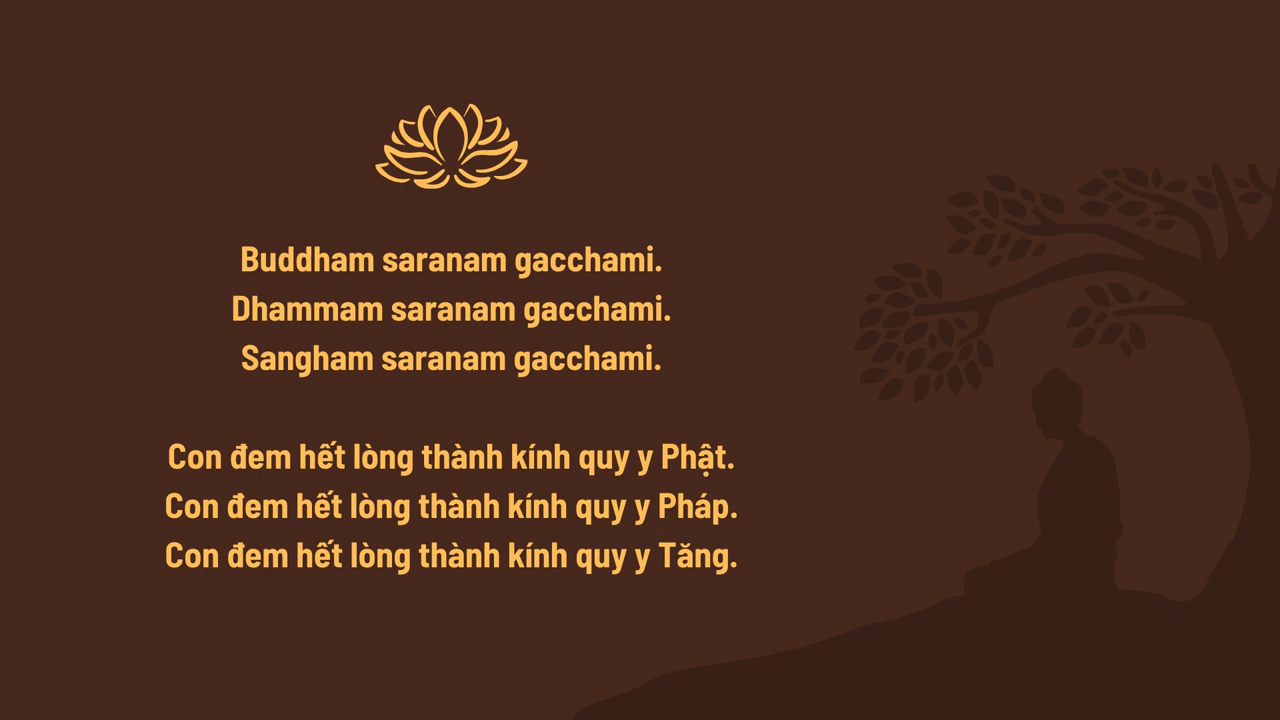 Buddham saranam gacchami.
Dhammam saranam gacchami.
Sangham saranam gacchami.
Con đem hết lòng thành kính quy y Phật.
Con đem hết lòng thành kính quy y Pháp.
Con đem hết lòng thành kính quy y Tăng.